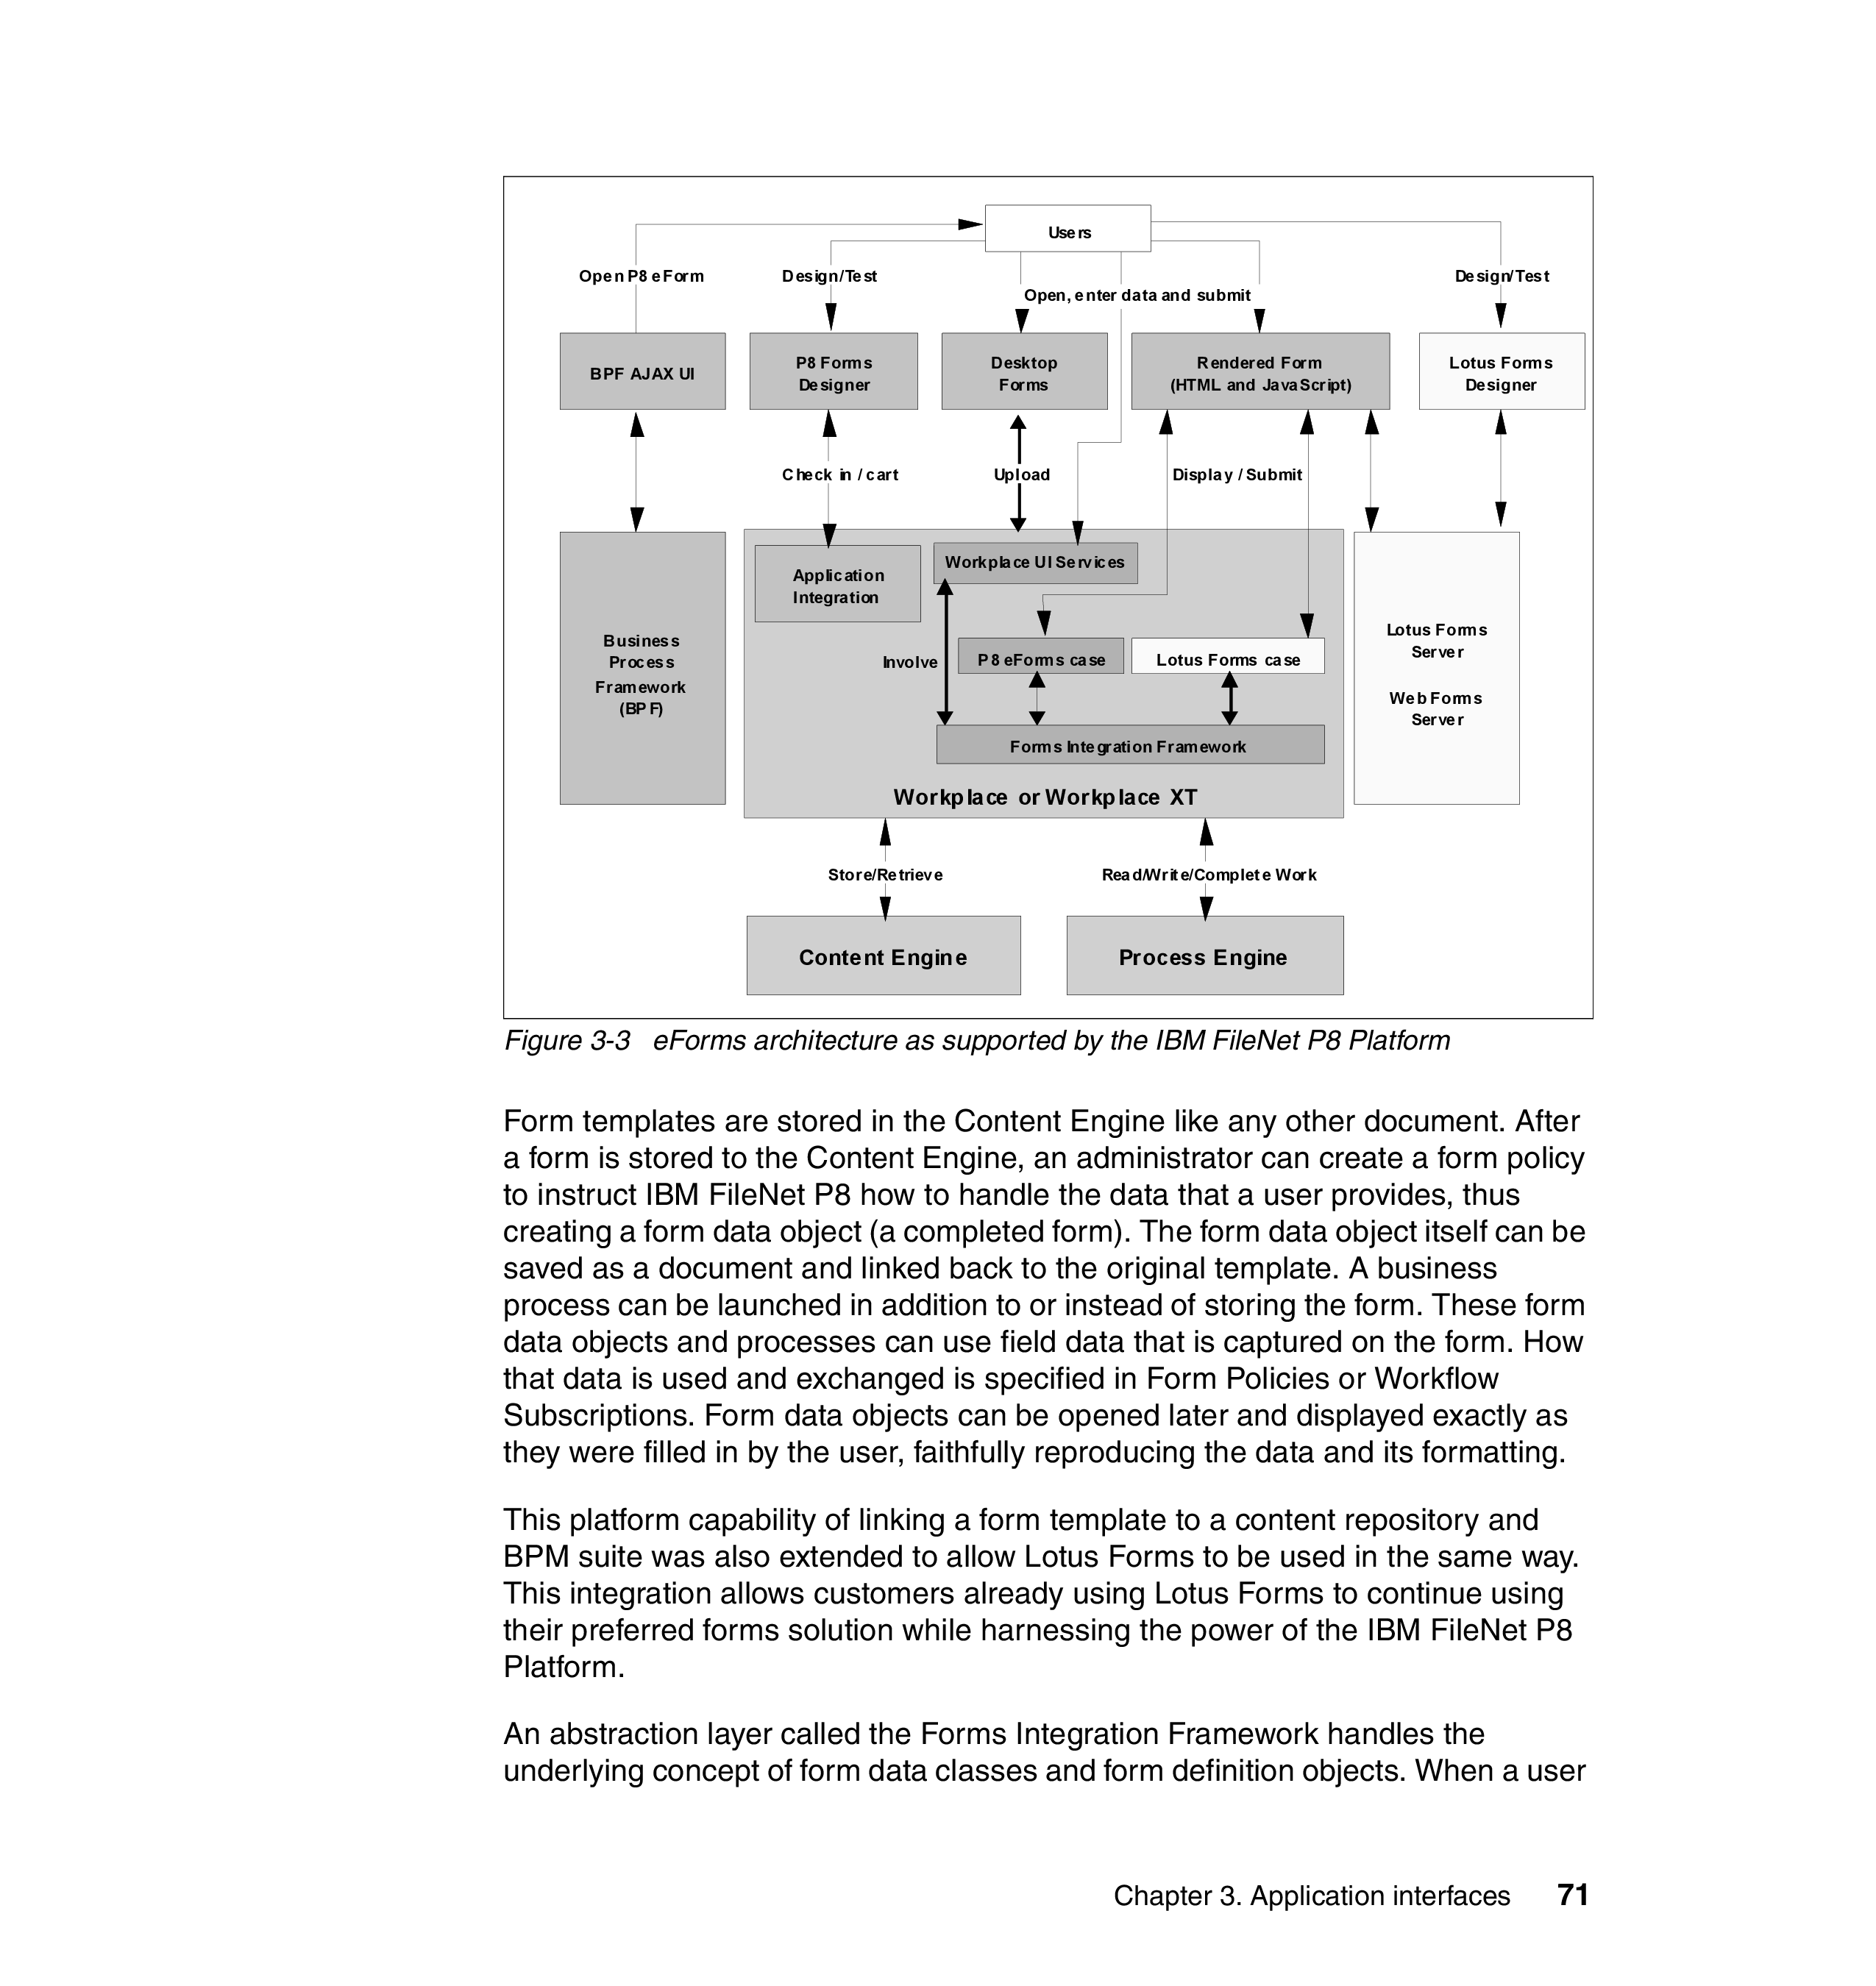 Users
Open P8 eForm
Design/Test
Design/Test
Open, enter data and submit
BPF AJAX UI
P8 Forms
Designer
Desktop
Forms
Rendered Form
(HTML and JavaScript)
Lotus Forms
Designer
Check in / cart
Upload
Display / Submit
Workplace UI Services
Application
Integration
Business
Process
Framework
(BPF)
Involve
P8 eForms case
Lotus Forms case
Lotus Forms
Server
Web Forms
Server
Forms Integration Framework
Workplace or Workplace XT
Store/Retrieve
Read/Write/Complete Work
Content Engine
Process Engine
Figure 3-3 eForms architecture as supported by the IBM FileNet P8 Platform
Form templates are stored in the Content Engine like any other document. After
a form is stored to the Content Engine, an administrator can create a form policy
to instruct IBM FileNet P8 how to handle the data that a user provides, thus
creating a form data object (a completed form). The form data object itself can be
saved as a document and linked back to the original template. A business
process can be launched in addition to or instead of storing the form. These form
data objects and processes can use field data that is captured on the form. How
that data is used and exchanged is specified in Form Policies or Workflow
Subscriptions. Form data objects can be opened later and displayed exactly as
they were filled in by the user, faithfully reproducing the data and its formatting.
This platform capability of linking a form template to a content repository and
BPM suite was also extended to allow Lotus Forms to be used in the same way.
This integration allows customers already using Lotus Forms to continue using
their preferred forms solution while harnessing the power of the IBM FileNet P8
Platform.
An abstraction layer called the Forms Integration Framework handles the
underlying concept of form data classes and form definition objects. When a user
Chapter 3. Application interfaces 71